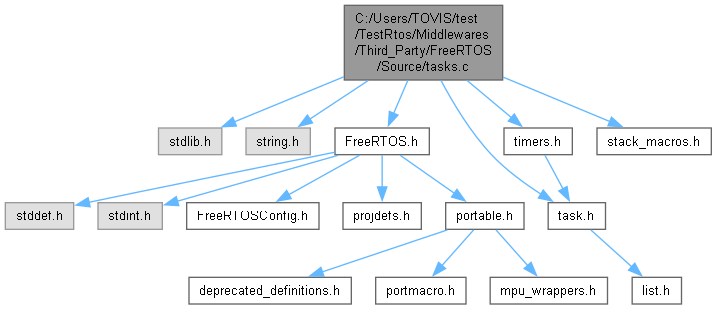 C:/Users/TOVIS/test
/TestRtos/Middlewares
/Third_Party/FreeRTOS
/Source/tasks.c
stdlib.h
string.h
FreeRTOS.h
timers.h
stack_macros.h
stddef.h
stdint.h
FreeRTOSConfig.h
projdefs.h
portable.h
task.h
deprecated_definitions.h
portmacro.h
mpu_wrappers.h
list.h